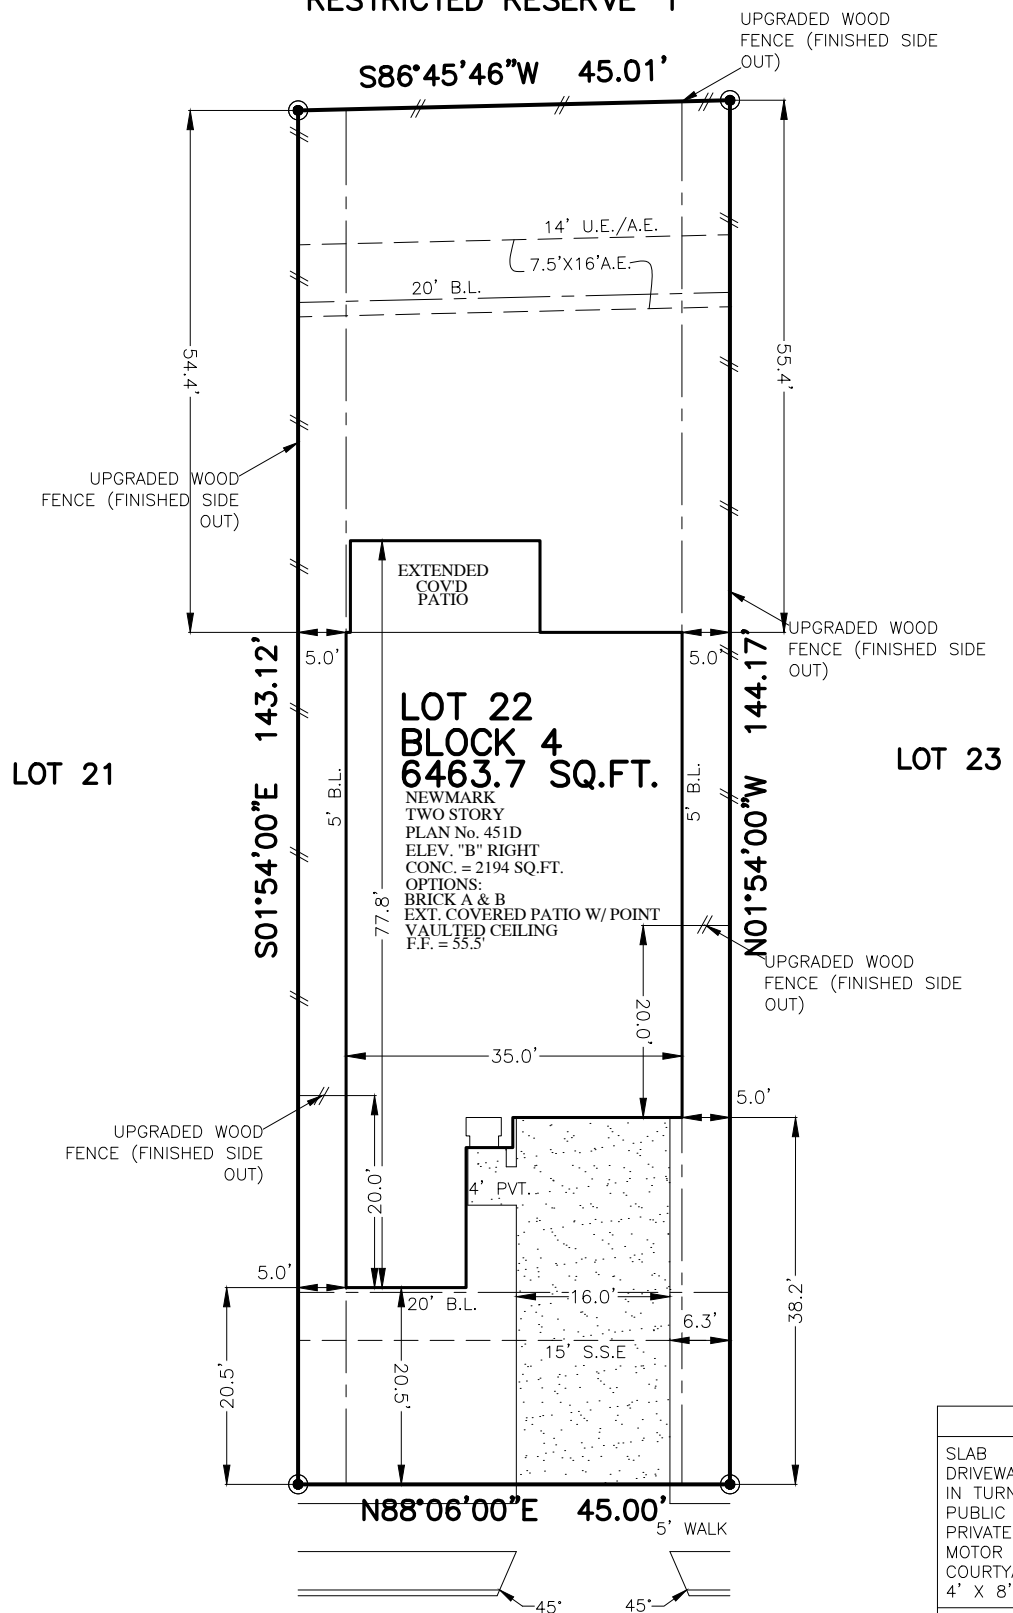 RESTRICTED RESERVE
UPGRADED WOOD
FENCE (FINISHED SIDE
OUT)
S86°45'46"W 45.01'
14' U.E./A.E.
7.5'X16'A.E.
20' B.L.
54.4'
55.4'
UPGRADED WOOD
FENCE (FINISHED SIDE
OUT)
EXTENDED
COV'D
PATIO
UPGRADED WOOD
FENCE (FINISHED SIDE
OUT)
5.0'
5.0'
S01°54'00"E 143.12'
N01°54'00"W 144.17'
LOT 22
BLOCK 4
6463.7 SQ.FT.
LOT 21
LOT 23
5' B.L.
5' B.L.
NEWMARK
TWO STORY
PLAN No. 451D
ELEV. "B" RIGHT
CONC. = 2194 SQ.FT.
OPTIONS:
BRICK A & B
EXT. COVERED PATIO W/ POINT
VAULTED CEILING
F.F. = 55.5'
77.8'
UPGRADED WOOD
FENCE (FINISHED SIDE
OUT)
20.0'
35.0'
5.0'
UPGRADED WOOD
FENCE (FINISHED SIDE
OUT)
20.0'
4' PVT.
5.0'
20' B.L.
16.0'
38.2'
6.3'
15' S.S.E
20.5'
20.5'
N88°06'00"E 45.00'
5' WALK
45°
45°
SLAB
IN TURN
PUBLIC
PRIVATE
MOTOR
4' X 8'